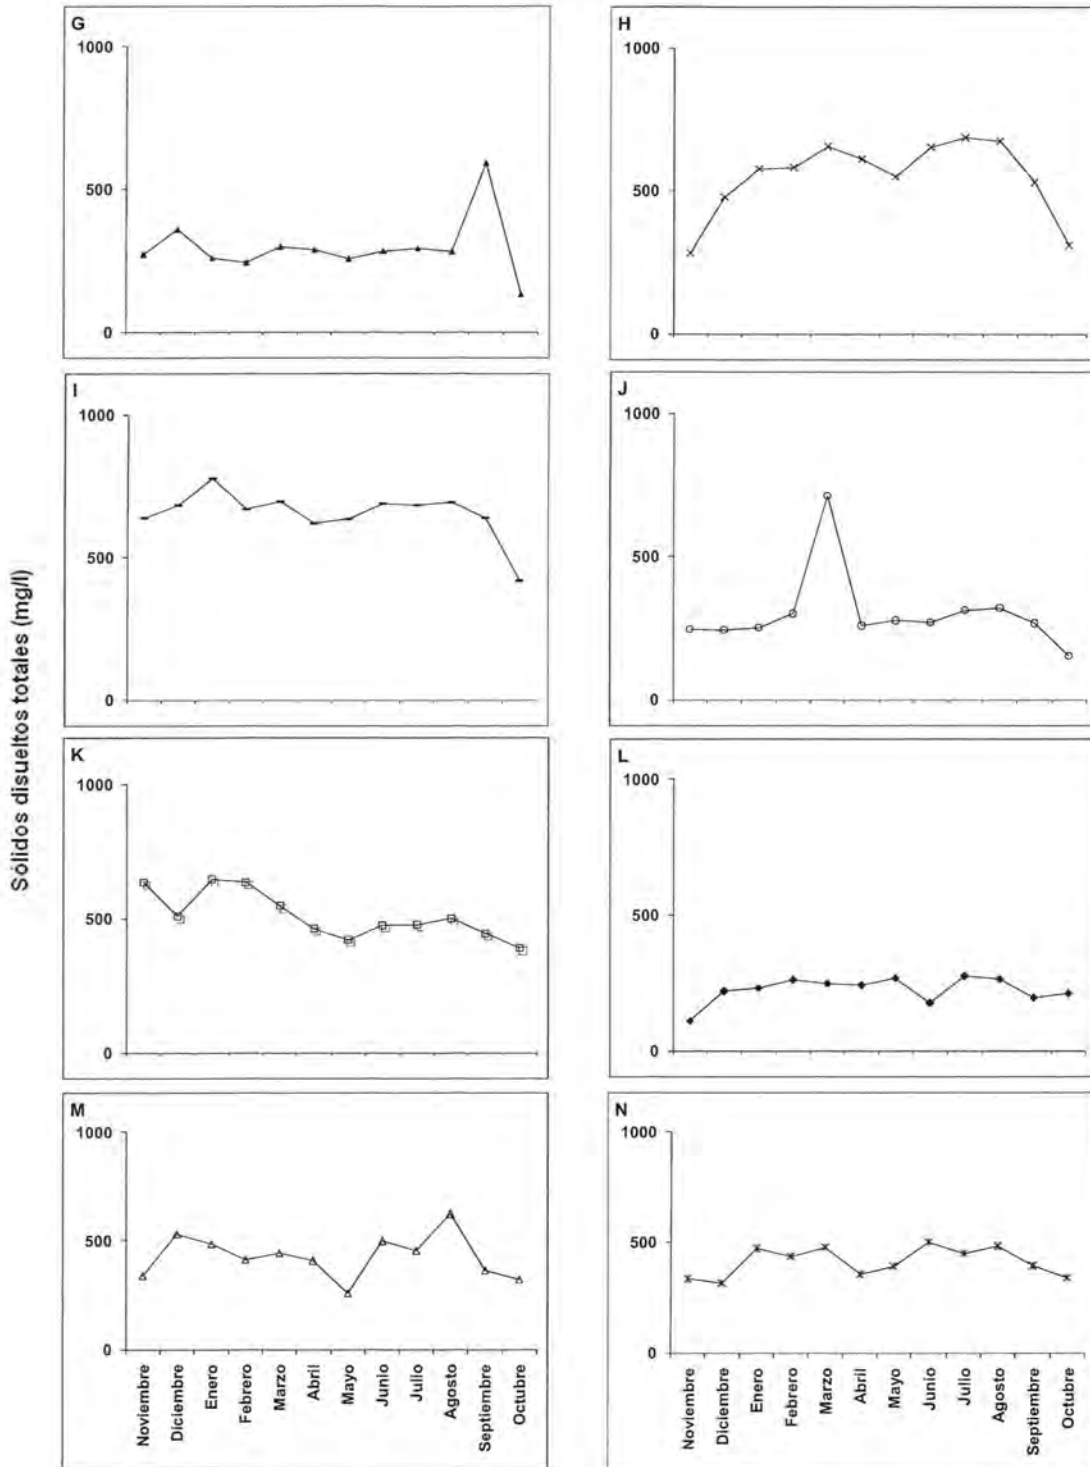 Sólidos disueltos totales (mg/l)
G
1000
500
0
H
1000
500
0
I
1000
500
0
J
1000
500
0
K
1000
500
0
L
1000
500
0
M
1000
500
0
Noviembre
Diciembre
Enero
Febrero
Marzo
Abril
Mayo
Junio
Julio
Agosto
Septiembre
Octubre
N
1000
500
0
Noviembre
Diciembre
Enero
Febrero
Marzo
Abril
Mayo
Junio
Julio
Agosto
Septiembre
Octubre